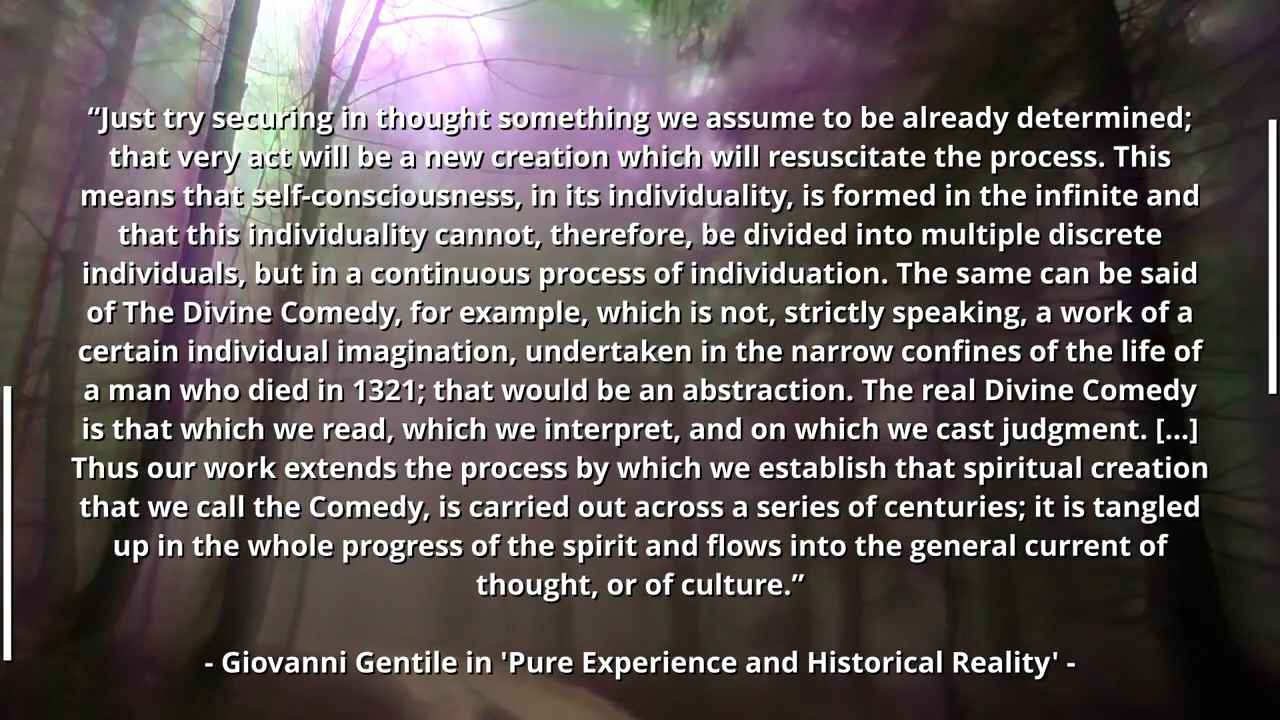 “Just try securing in thought something we assume to be already determined;
that very act will be a new creation which will resuscitate the process. This
means that self-consciousness, in its individuality, is formed in the infinite and
that this individuality cannot, therefore, be divided into multiple discrete
individuals, but in a continuous process of individuation. The same can be said
of The Divine Comedy, for example, which is not, strictly speaking, a work of a
certain individual imagination, undertaken in the narrow confines of the life of
a man who died in 1321; that would be an abstraction. The real Divine Comedy
is that which we read, which we interpret, and on which we cast judgment. [...]
Thus our work extends the process by which we establish that spiritual creation
that we call the Comedy, is carried out across a series of centuries; it is tangled
up in the whole progress of the spirit and flows into the general current of
thought, or of culture.”
- Giovanni Gentile in 'Pure Experience and Historical Reality' -